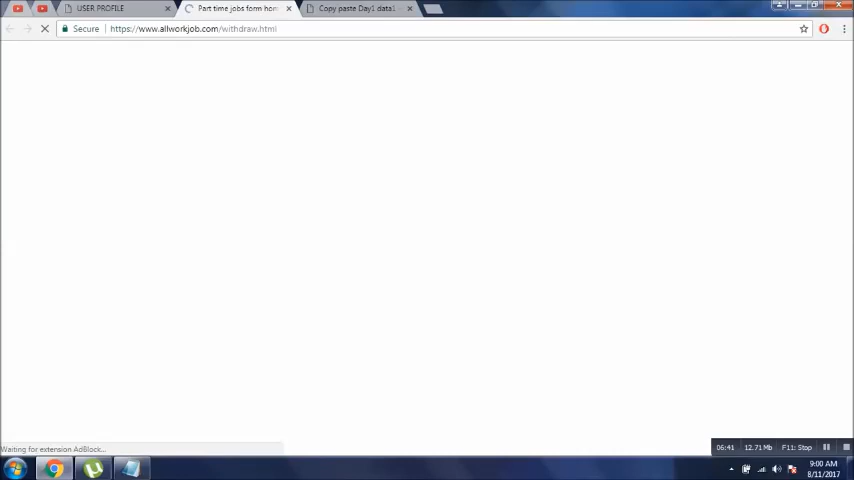 USER PROFILE
Part time jobs form hom
Copy paste Day1 data1
Secure
https://www.allworkjob.com/withdraw.html
Waiting for extension AdBlock...
06:41
12.71 Mb
F11: Stop
9:00 AM
8/11/2017